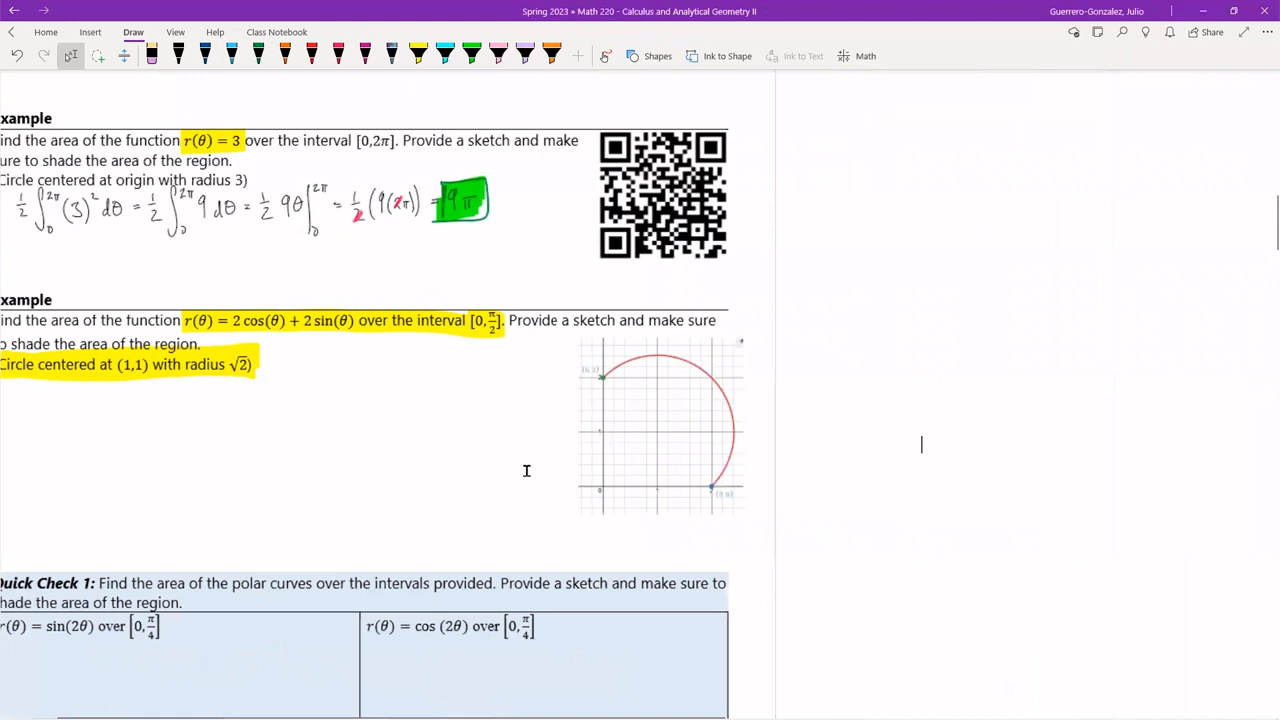 Spring 2023 • Math 220 - Calculus and Analytical Geometry II
Guerrero-Gonzalez, Julio
Home Insert Draw View Help Class Notebook
Share
Shapes Ink to Shape Ink to Text Math
xample
ind the area of the function r(θ) = 3 over the interval [0,2π]. Provide a sketch and make
ure to shade the area of the region.
Circle centered at origin with radius 3)
½ ∫₀^2π (3)² dθ = ½ ∫₀^2π 9 dθ = ½ 9θ |₀^2π = ½ (9(2π)) = 9π
xample
ind the area of the function r(θ) = 2 cos(θ) + 2 sin(θ) over the interval [0, π/2]. Provide a sketch and make sure
o shade the area of the region.
Circle centered at (1,1) with radius √2)
(0,2)
2
1
0
Quick Check 1: Find the area of the polar curves over the intervals provided. Provide a sketch and make sure to
hade the area of the region.
r(θ) = sin(2θ) over [0, π/4]
r(θ) = cos (2θ) over [0, π/4]